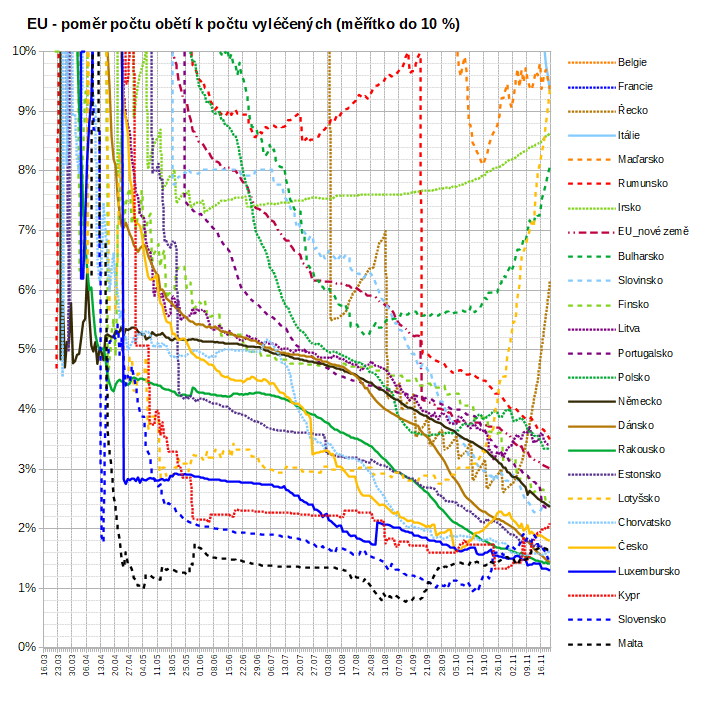 EU - poměr počtu obětí k počtu vyléčených (měřítko do 10 %)
10%
9%
8%
7%
6%
5%
4%
3%
2%
1%
0%
16.03
23.03
30.03
06.04
13.04
20.04
27.04
04.05
11.05
18.05
25.05
01.06
08.06
15.06
22.06
29.06
06.07
13.07
20.07
27.07
03.08
10.08
17.08
24.08
31.08
07.09
14.09
21.09
28.09
05.10
12.10
19.10
26.10
02.11
09.11
16.11
Belgie
Francie
Řecko
Itálie
Maďarsko
Rumunsko
Irsko
EU_nové země
Bulharsko
Slovinsko
Finsko
Litva
Portugalsko
Polsko
Německo
Dánsko
Rakousko
Estonsko
Lotyšsko
Chorvatsko
Česko
Luxembursko
Kypr
Slovensko
Malta